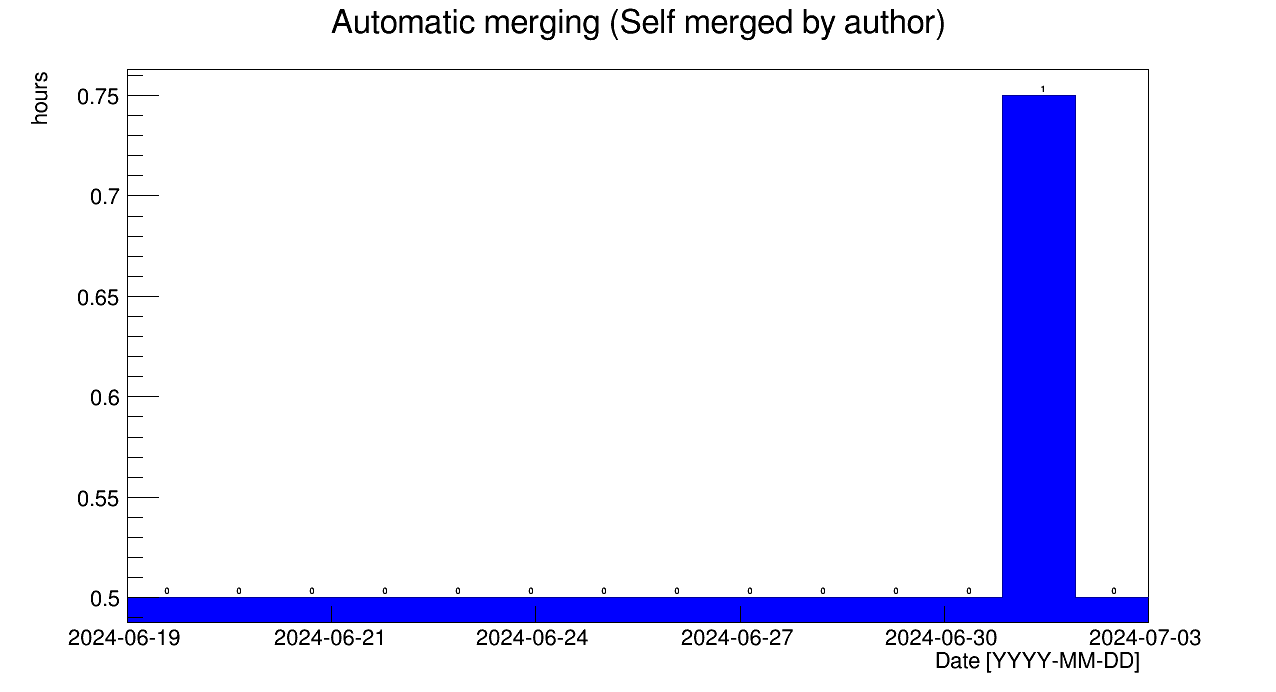 Automatic merging (Self merged by author)
hours
0.75
0.7
0.65
0.6
0.55
0.5
0 0 0 0 0 0 0 0 0 0 0 0 1 0
2024-06-19 2024-06-21 2024-06-24 2024-06-27 2024-06-30 2024-07-03
Date [YYYY-MM-DD]